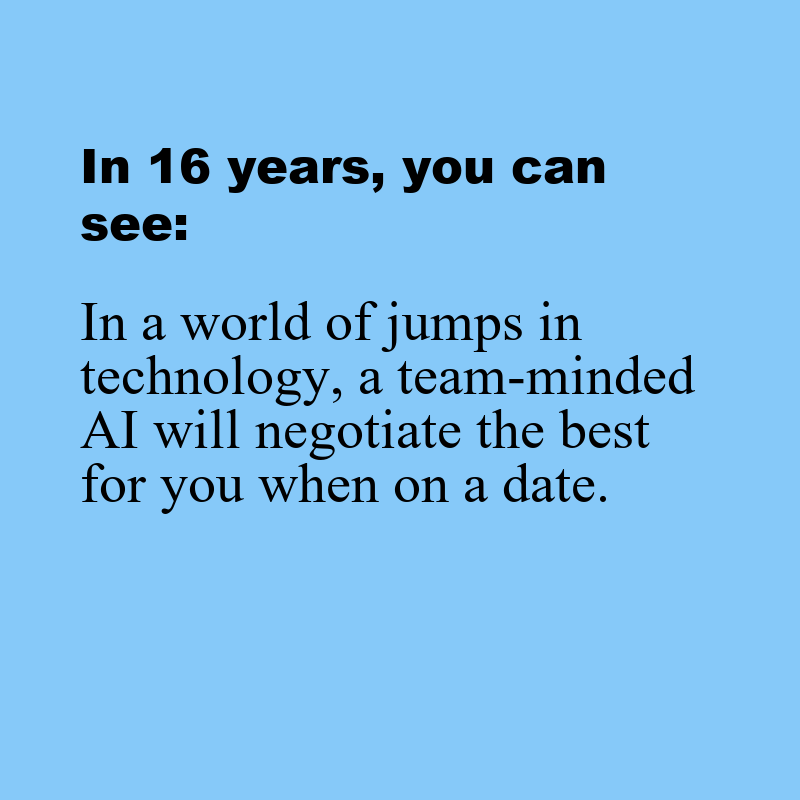 In 16 years, you can
see:
In a world of jumps in
technology, a team-minded
AI will negotiate the best
for you when on a date.